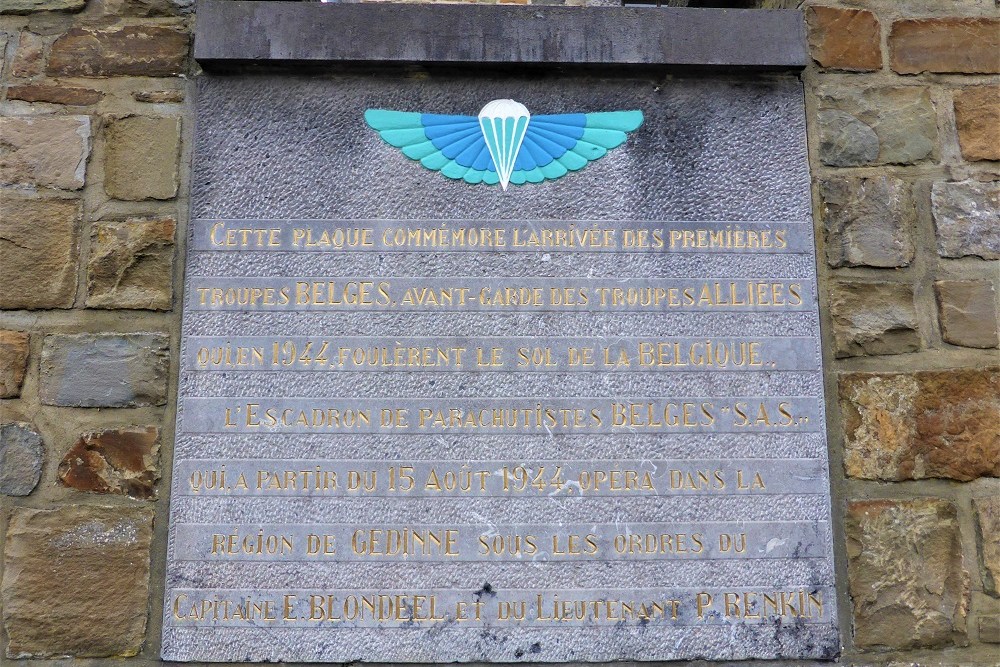 CETTE PLAQUE COMMÉMORE L'ARRIVÉE DES PREMIÈRES
TROUPES BELGES, AVANT-GARDE DES TROUPES ALLIÉES
QUI EN 1944, FOULÈRENT LE SOL DE LA BELGIQUE..
L'ESCADRON DE PARACHUTISTES BELGES "S.A.S.."
QUI, A PARTIR DU 15 AOÛT 1944, OPÉRA DANS LA
RÉGION DE GEDINNE SOUS LES ORDRES DU
CAPITAINE E. BLONDEEL, ET DU LIEUTENANT P. RENKIN